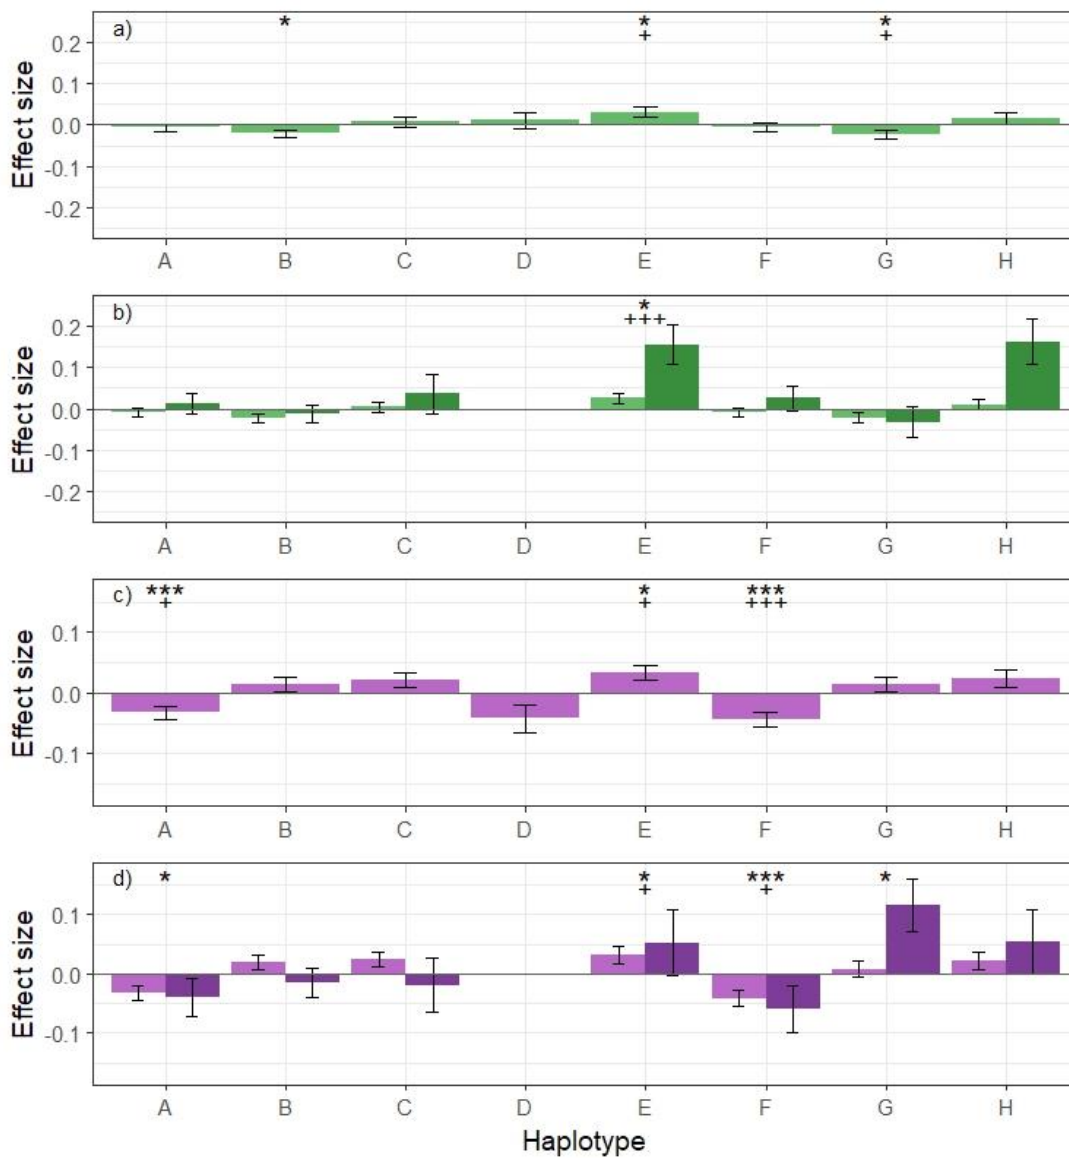 a) * * *
+ +
0.2
0.1
0.0
-0.1
-0.2
Effect size
A B C D E F G H
b) *
+++
0.2
0.1
0.0
-0.1
-0.2
Effect size
A B C D E F G H
c) *** * ***
+ + +++
0.1
0.0
-0.1
Effect size
A B C D E F G H
d) * * *** *
+ +
0.1
0.0
-0.1
Effect size
A B C D E F G H
Haplotype